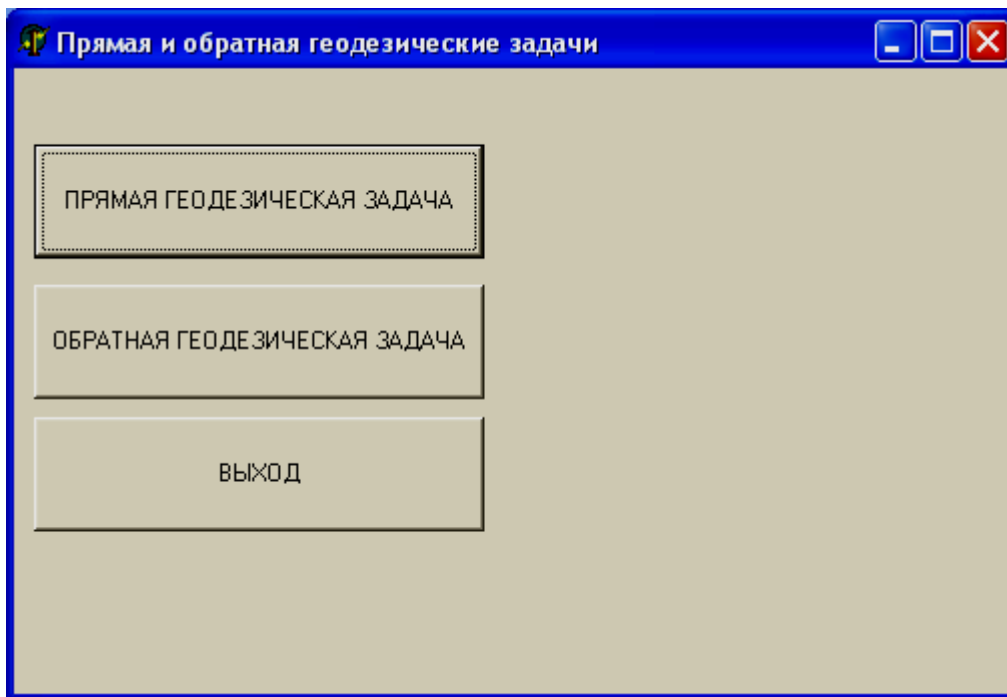 Прямая и обратная геодезические задачи
ПРЯМАЯ ГЕОДЕЗИЧЕСКАЯ ЗАДАЧА
ОБРАТНАЯ ГЕОДЕЗИЧЕСКАЯ ЗАДАЧА
ВЫХОД